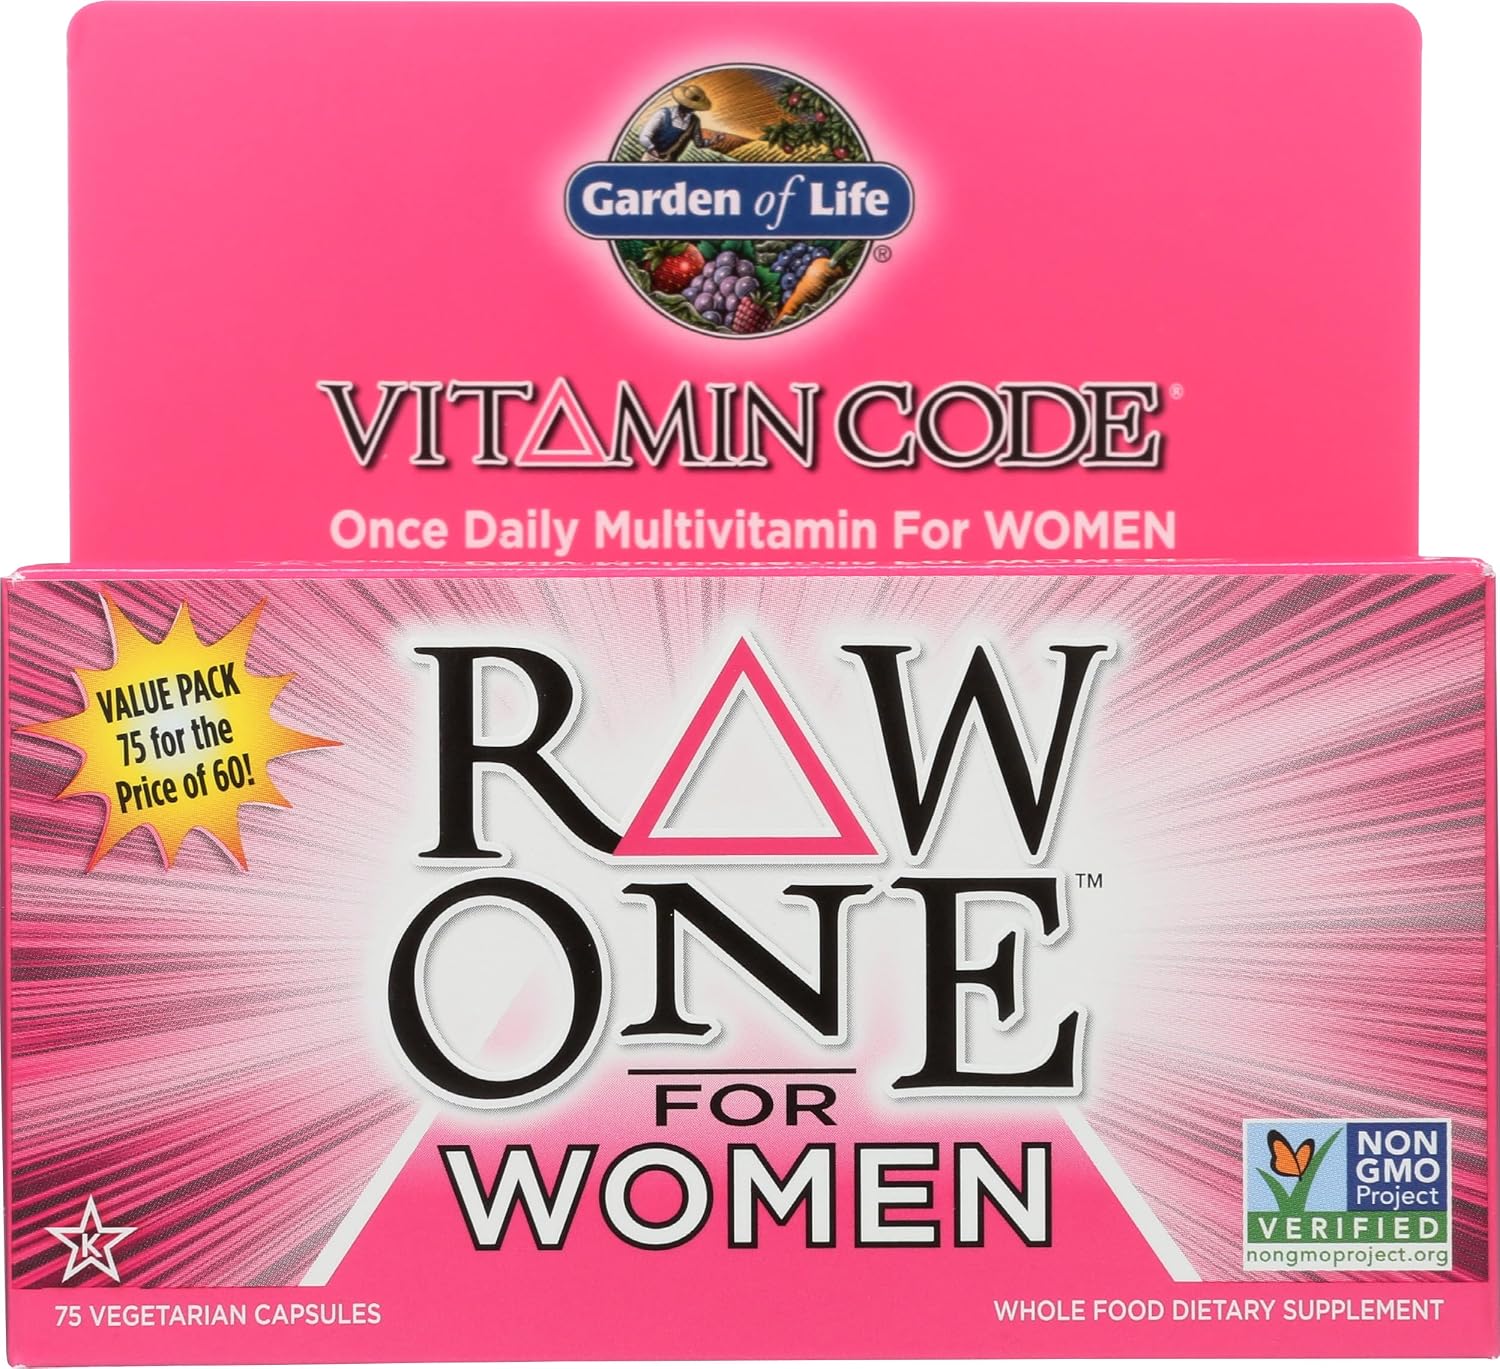 Garden of Life®
VITAMIN CODE®
Once Daily Multivitamin For WOMEN
VALUE PACK
75 for the
Price of 60!
RAW
ONE™
FOR
WOMEN
K
NON
GMO
Project
VERIFIED
nongmoproject.org
75 VEGETARIAN CAPSULES
WHOLE FOOD DIETARY SUPPLEMENT